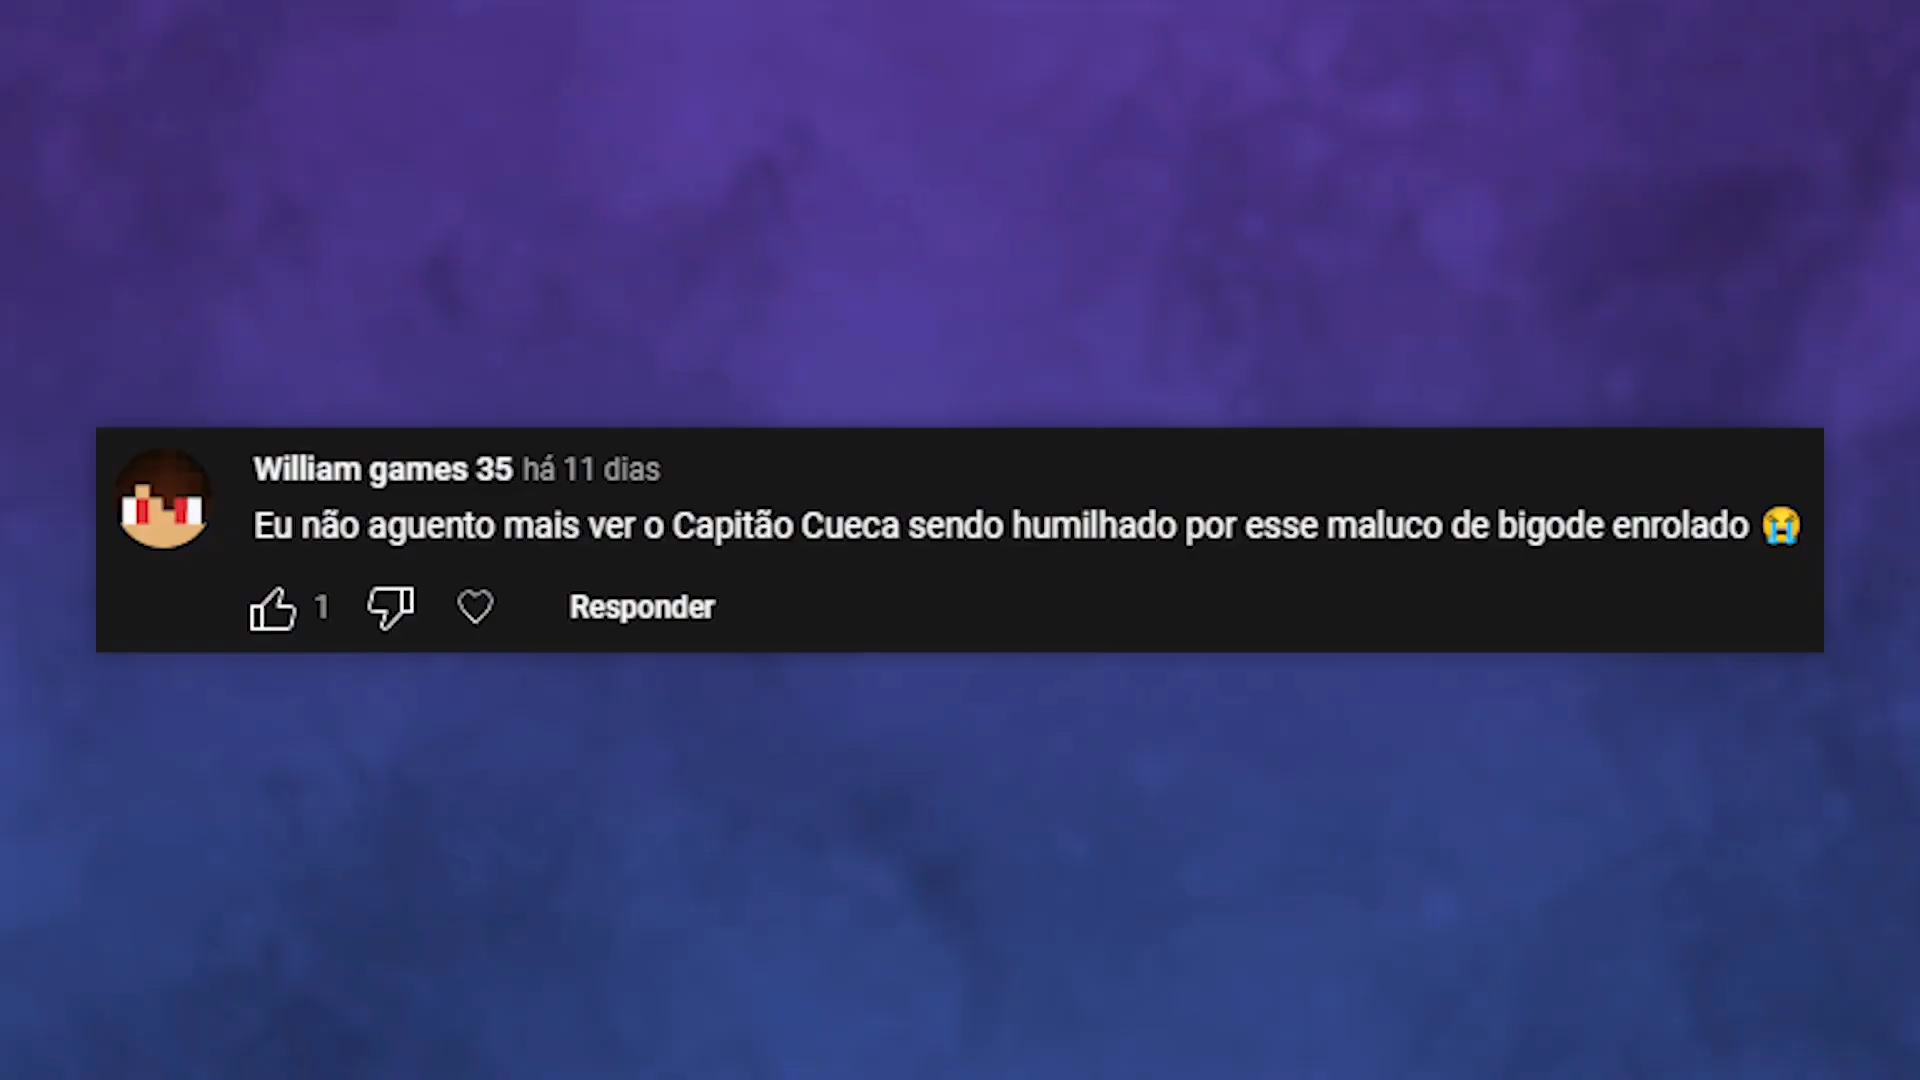 William games 35 há 11 dias
Eu não aguento mais ver o Capitão Cueca sendo humilhado por esse maluco de bigode enrolado 😭
1 Responder